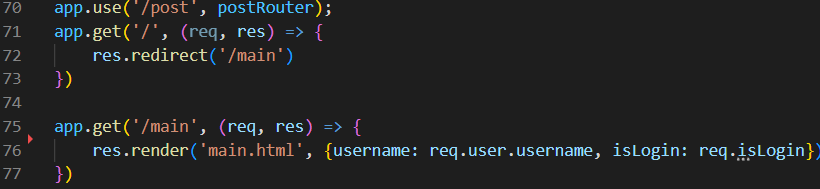 70 app.use('/post', postRouter);
71 app.get('/', (req, res) => {
72 res.redirect('/main')
73 })
74
75 app.get('/main', (req, res) => {
76 res.render('main.html', {username: req.user.username, isLogin: req.isLogin})
77 })